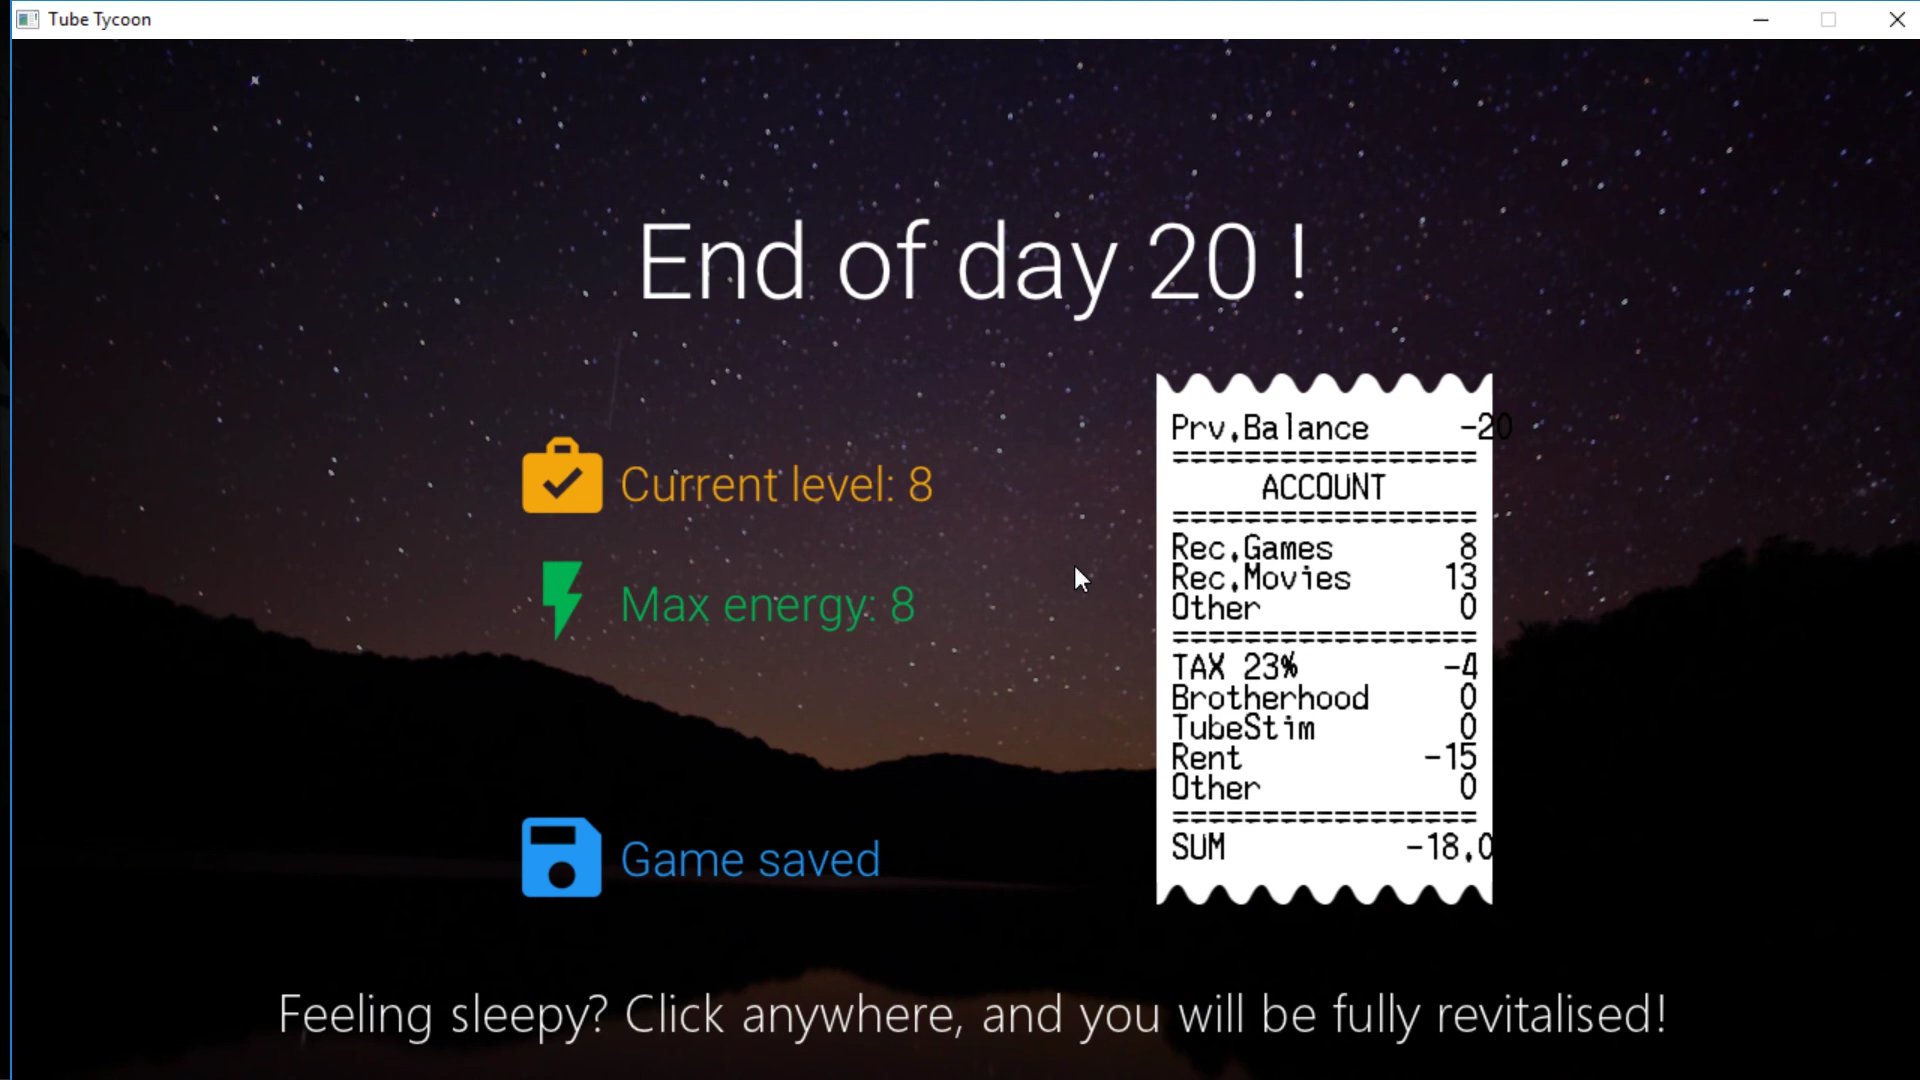 Tube Tycoon
End of day 20 !
Current level: 8
Max energy: 8
Game saved
Prv.Balance -20
=================
ACCOUNT
=================
Rec.Games 8
Rec.Movies 13
Other 0
=================
TAX 23% -4
Brotherhood 0
TubeStim 0
Rent -15
Other 0
=================
SUM -18.0
Feeling sleepy? Click anywhere, and you will be fully revitalised!